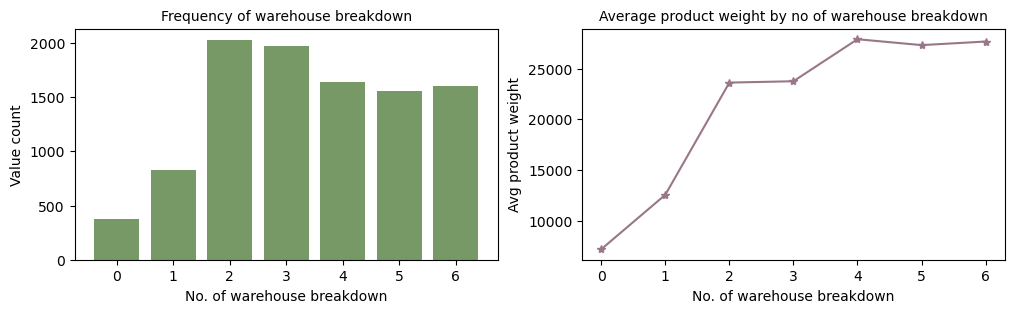 Frequency of warehouse breakdown
Value count
2000
1500
1000
500
0
0 1 2 3 4 5 6
No. of warehouse breakdown
Average product weight by no of warehouse breakdown
Avg product weight
25000
20000
15000
10000
0 1 2 3 4 5 6
No. of warehouse breakdown